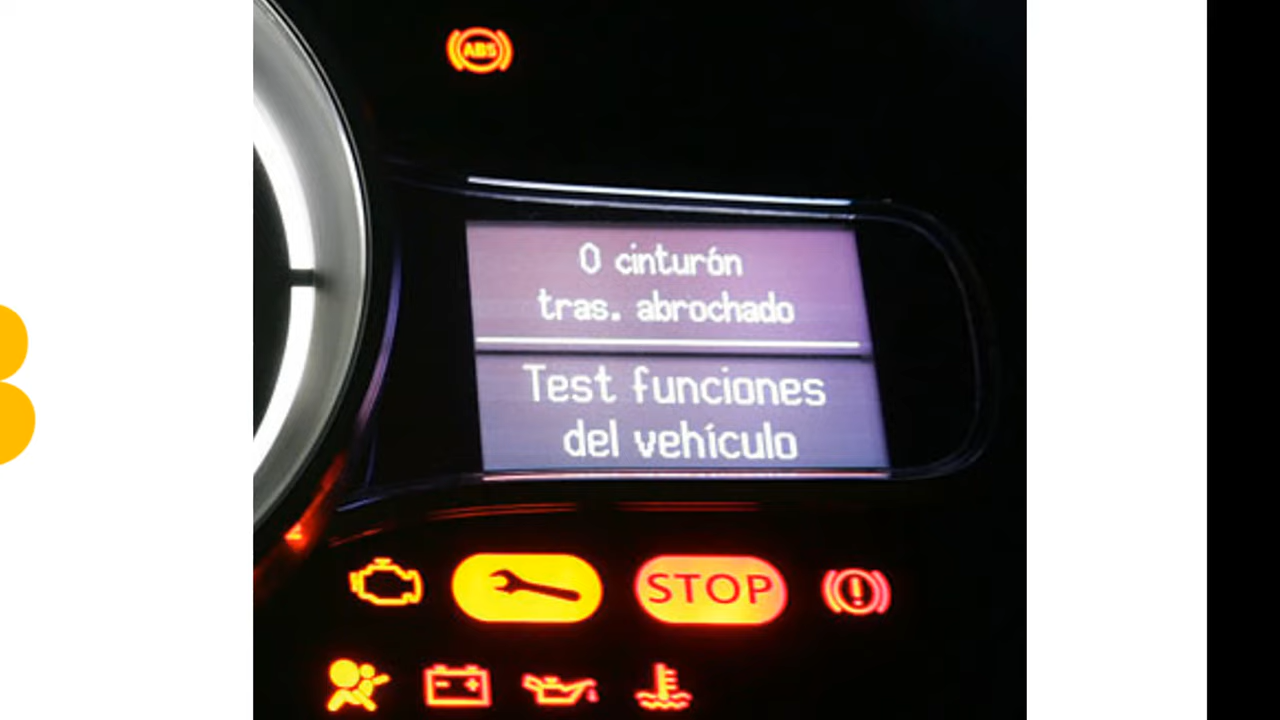 ABS
0 cinturón
tras. abrochado
Test funciones
del vehículo
STOP